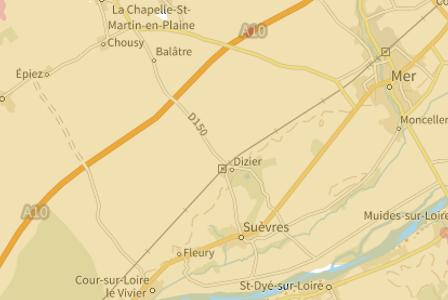 La Chapelle-St-
Martin-en-Plaine
A10
Chousy
Balâtre
Épiez
Mer
D150
Monceller
Dizier
A10
Muides-sur-Loire
Suèvres
Fleury
Cour-sur-Loire
le Vivier
St-Dyé-sur-Loire